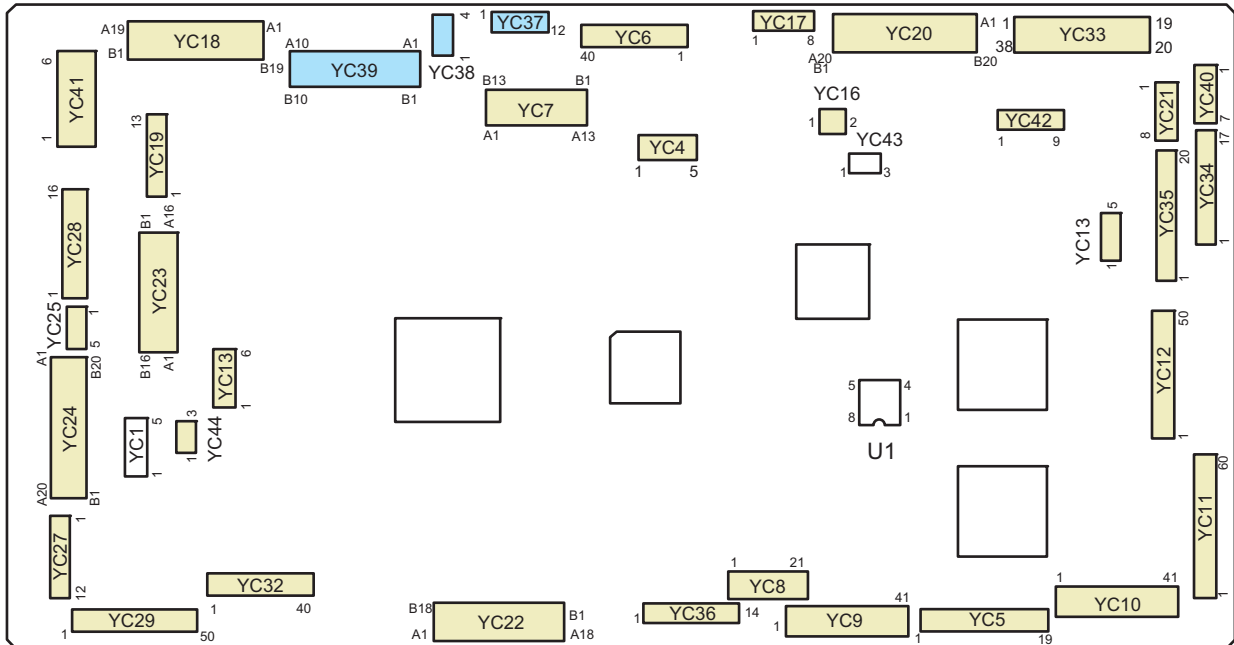 A19 YC18 A1
B1 B19
A10 A1
YC39
B10 B1
4
YC38
1
1 YC37 12
YC6
40 1
YC17
1 8
A1
YC20
A20
B1 B20
1 19
YC33
38 20
6
YC41
1
13
YC19
1
B13 B1
YC7
A1 A13
YC4
1 5
YC16
1 2
YC43
1 3
YC42
1 9
1
YC21
8
1
YC40
7
17
YC34
1
20
YC35
1
5
YC13
1
16
YC28
1
B1 A16
YC23
B16 A1
YC25
1
5
A1 B20
YC24
A20 B1
6
YC13
1
5
YC1
1
3
YC44
1
5 4
8 1
U1
50
YC12
1
60
YC11
1
1
YC27
12
YC32
1 40
YC29
1 50
B18 B1
YC22
A1 A18
1 21
YC8
YC36
1 14
41
YC9
1
YC5
1 19
1 41
YC10